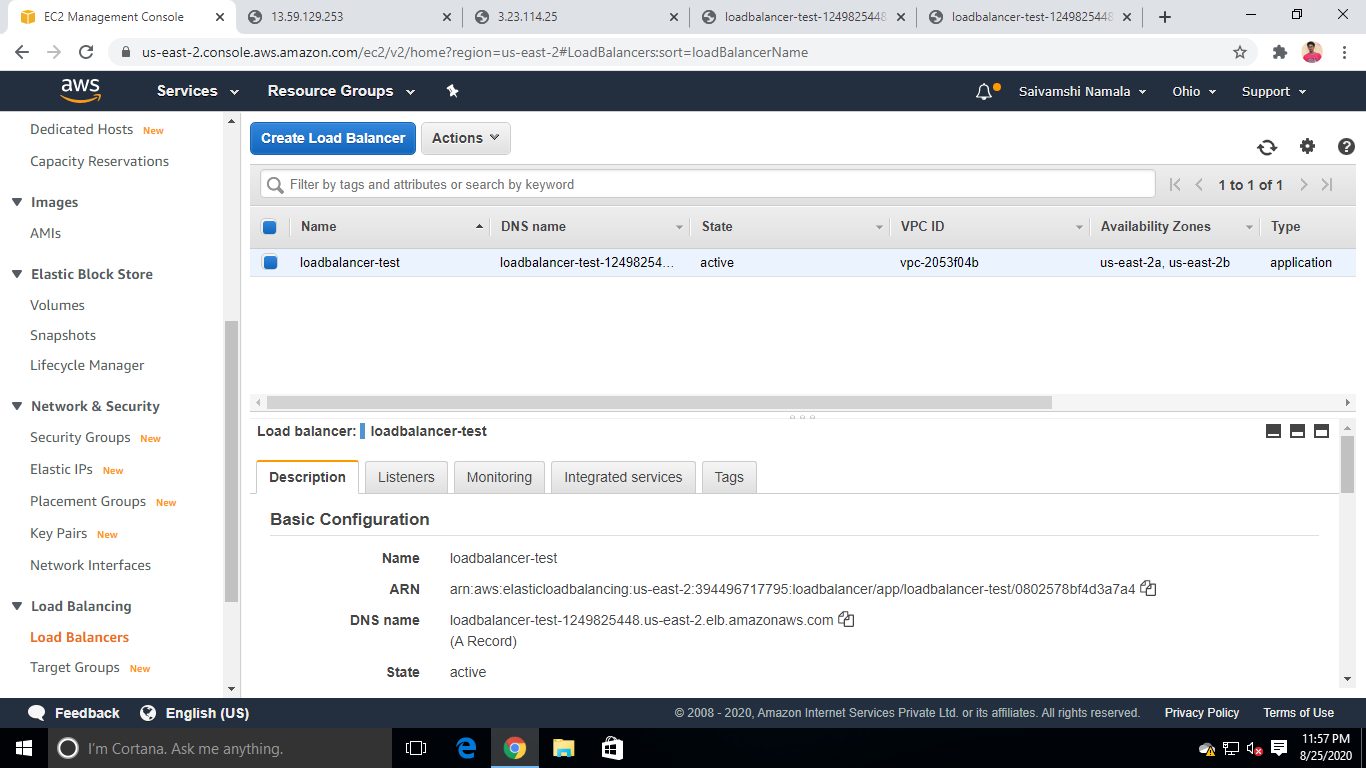 EC2 Management Console
13.59.129.253
3.23.114.25
loadbalancer-test-1249825448
loadbalancer-test-1249825448
us-east-2.console.aws.amazon.com/ec2/v2/home?region=us-east-2#LoadBalancers:sort=loadBalancerName
aws
Services
Resource Groups
Saivamshi Namala
Ohio
Support
Dedicated Hosts New
Capacity Reservations
Images
AMIs
Elastic Block Store
Volumes
Snapshots
Lifecycle Manager
Network & Security
Security Groups New
Elastic IPs New
Placement Groups New
Key Pairs New
Network Interfaces
Load Balancing
Load Balancers
Target Groups New
Create Load Balancer
Actions
Filter by tags and attributes or search by keyword
1 to 1 of 1
Name DNS name State VPC ID Availability Zones Type
loadbalancer-test loadbalancer-test-12498254... active vpc-2053f04b us-east-2a, us-east-2b application
Load balancer: loadbalancer-test
Description Listeners Monitoring Integrated services Tags
Basic Configuration
Name loadbalancer-test
ARN arn:aws:elasticloadbalancing:us-east-2:394496717795:loadbalancer/app/loadbalancer-test/0802578bf4d3a7a4
DNS name loadbalancer-test-1249825448.us-east-2.elb.amazonaws.com
(A Record)
State active
Feedback
English (US)
© 2008 - 2020, Amazon Internet Services Private Ltd. or its affiliates. All rights reserved.
Privacy Policy
Terms of Use
I'm Cortana. Ask me anything.
11:57 PM
8/25/2020